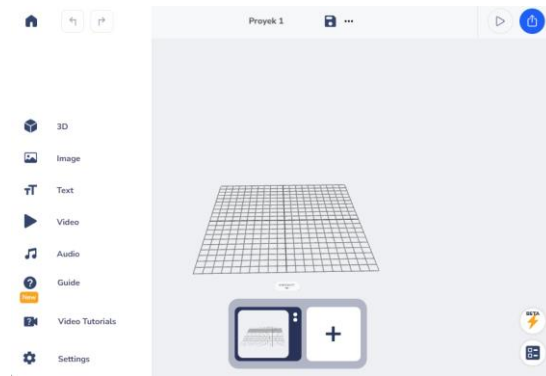 Proyek 1
3D
Image
Text
Video
Audio
Guide
New
Video Tutorials
Settings
BETA